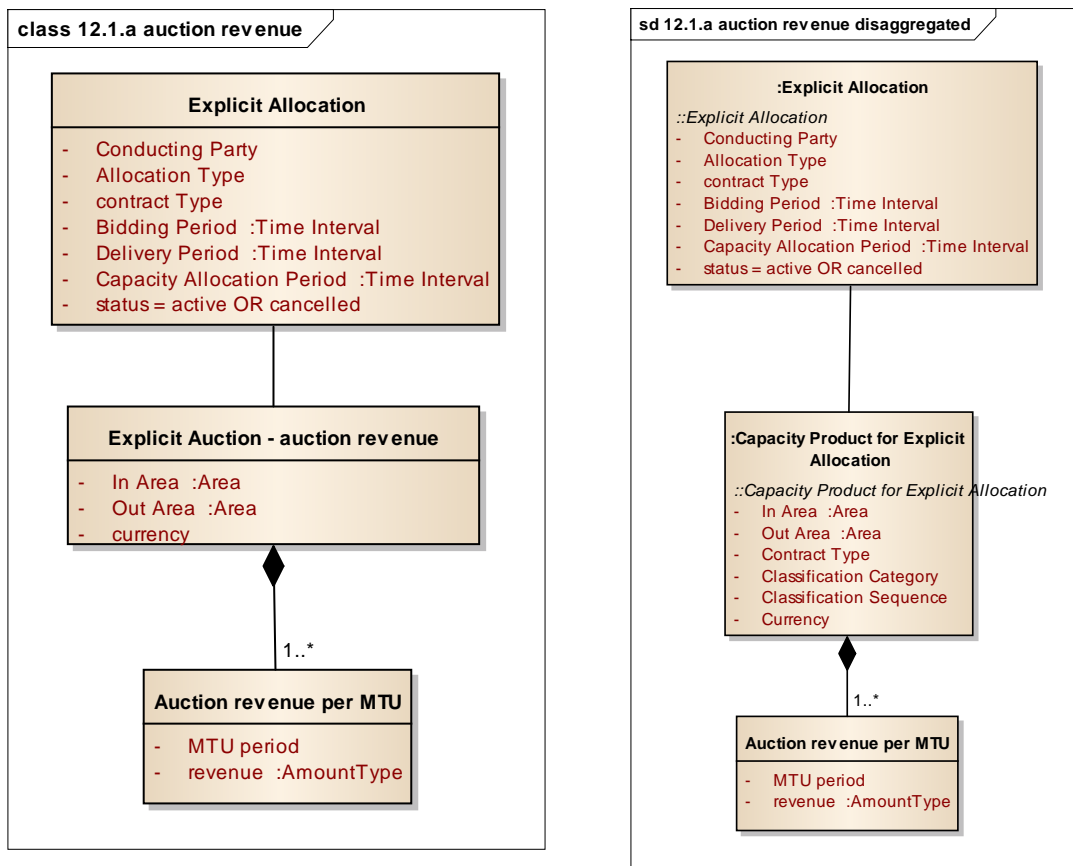 class 12.1.a auction revenue
Explicit Allocation
- Conducting Party
- Allocation Type
- contract Type
- Bidding Period :Time Interval
- Delivery Period :Time Interval
- Capacity Allocation Period :Time Interval
- status = active OR cancelled
Explicit Auction - auction revenue
- In Area :Area
- Out Area :Area
- currency
1..*
Auction revenue per MTU
- MTU period
- revenue :AmountType
sd 12.1.a auction revenue disaggregated
:Explicit Allocation
::Explicit Allocation
- Conducting Party
- Allocation Type
- contract Type
- Bidding Period :Time Interval
- Delivery Period :Time Interval
- Capacity Allocation Period :Time Interval
- status = active OR cancelled
:Capacity Product for Explicit
Allocation
::Capacity Product for Explicit Allocation
- In Area :Area
- Out Area :Area
- Contract Type
- Classification Category
- Classification Sequence
- Currency
1..*
Auction revenue per MTU
- MTU period
- revenue :AmountType